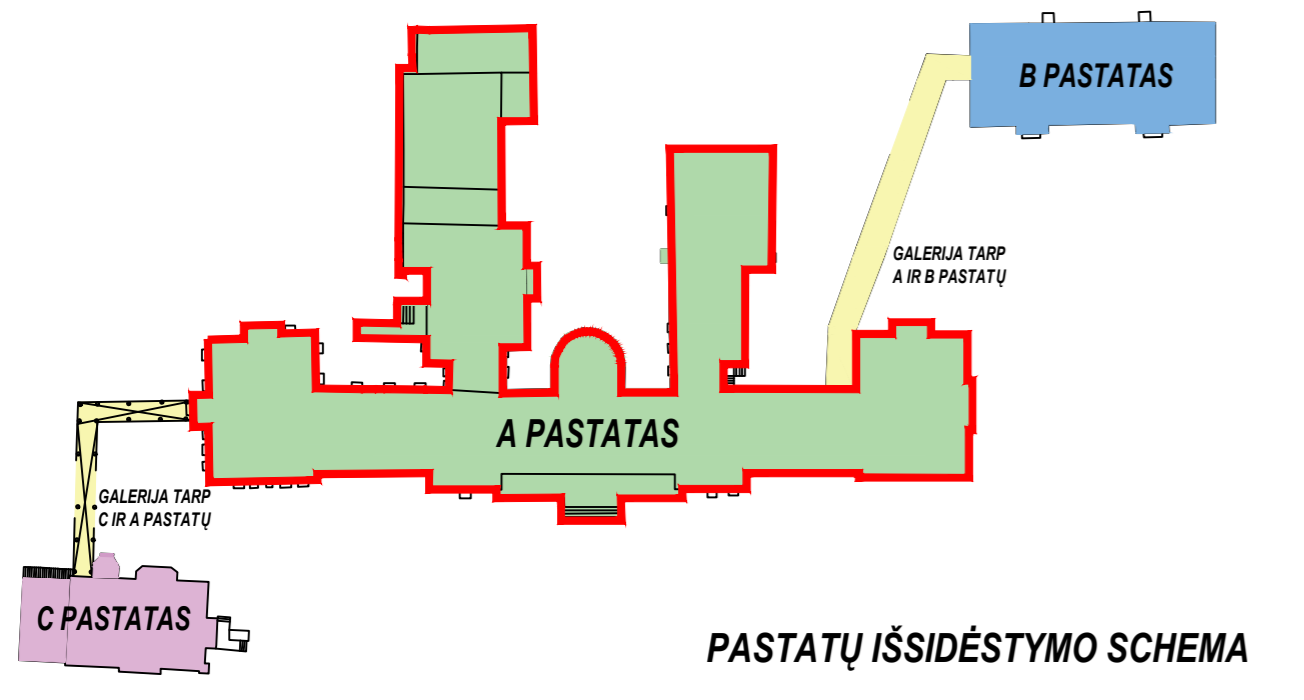 B PASTATAS
GALERIJA TARP
A IR B PASTATŲ
A PASTATAS
GALERIJA TARP
C IR A PASTATŲ
C PASTATAS
PASTATŲ IŠSIDĖSTYMO SCHEMA